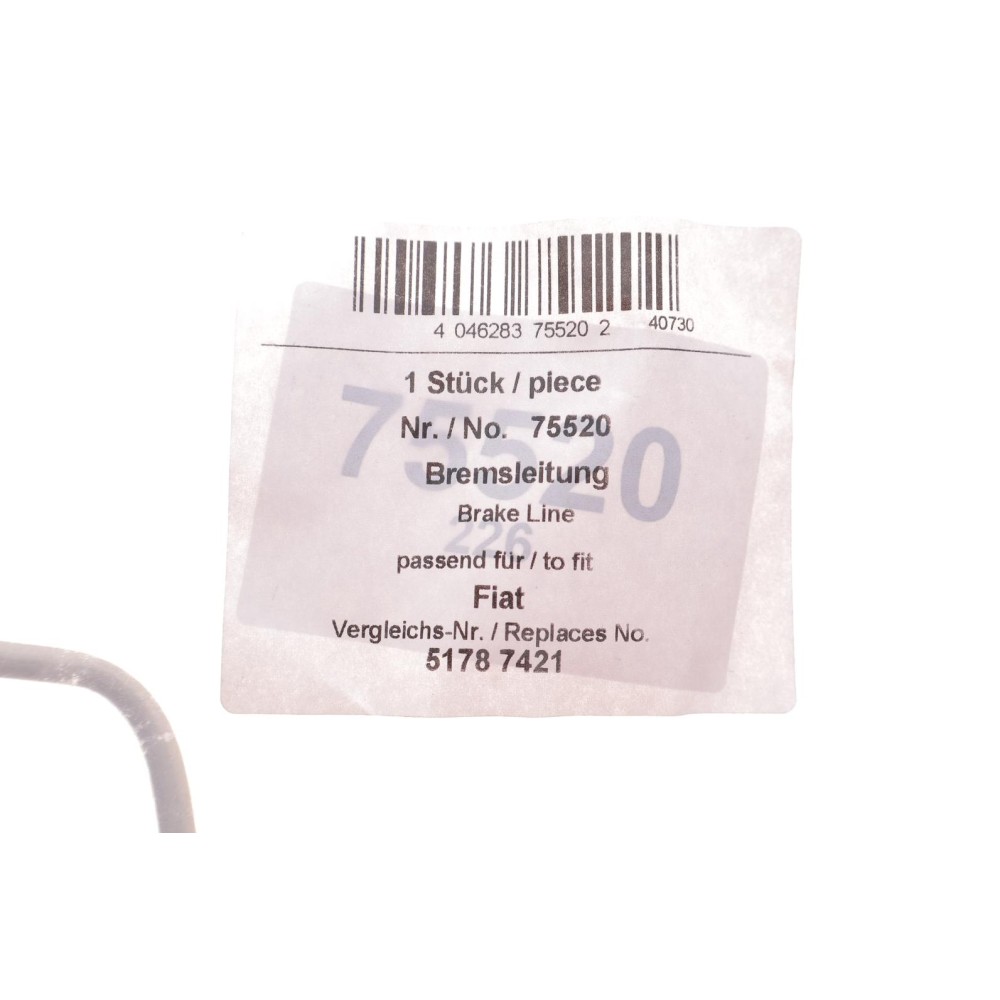 4 046283 75520 2 40730
1 Stück / piece
Nr. / No. 75520
75520
Bremsleitung
Brake Line
226
passend für / to fit
Fiat
Vergleichs-Nr. / Replaces No.
5178 7421